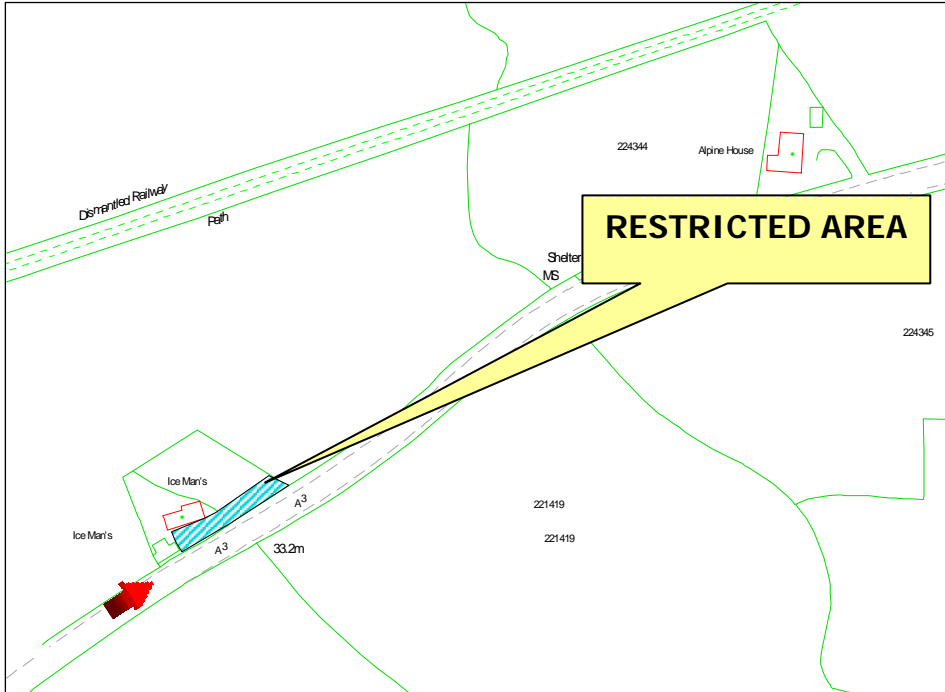 224344
Alpine House
Dismantled Railway
Path
RESTRICTED AREA
Shelter
MS
224345
Ice Man's
A3
221419
Ice Man's
221419
A3
33.2m